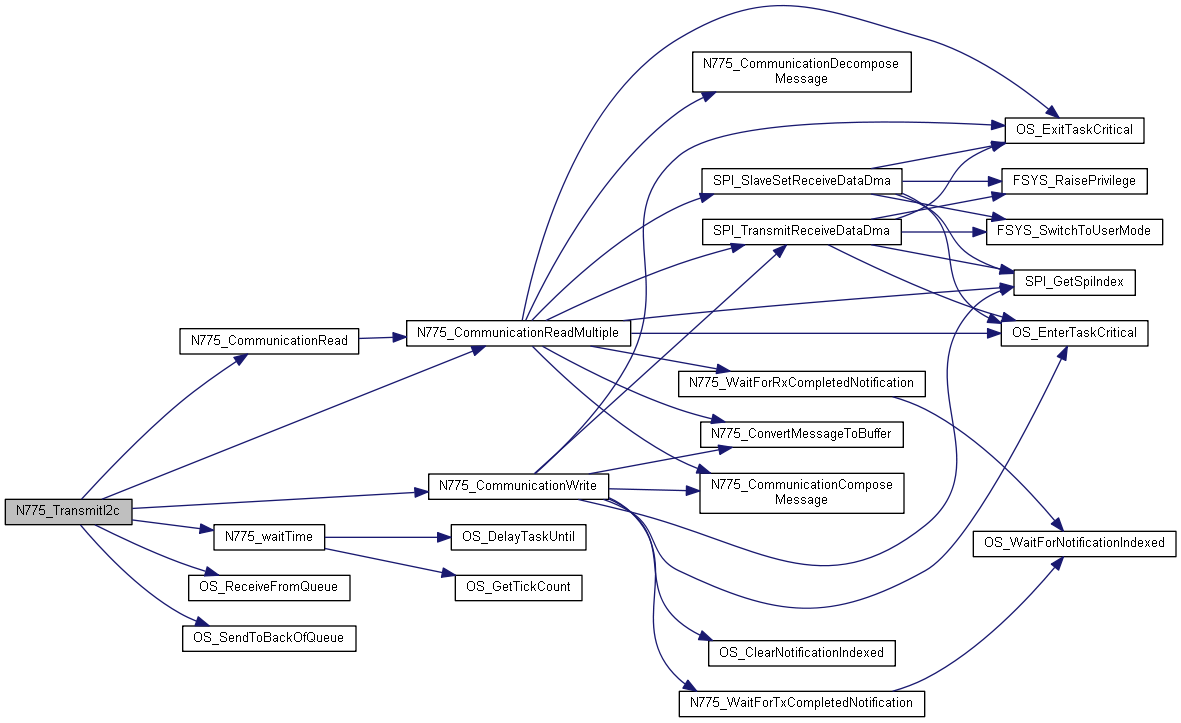 N775_CommunicationDecompose
Message
OS_ExitTaskCritical
SPI_SlaveSetReceiveDataDma
FSYS_RaisePrivilege
SPI_TransmitReceiveDataDma
FSYS_SwitchToUserMode
SPI_GetSpiIndex
N775_CommunicationRead
N775_CommunicationReadMultiple
OS_EnterTaskCritical
N775_WaitForRxCompletedNotification
N775_ConvertMessageToBuffer
N775_CommunicationWrite
N775_CommunicationCompose
Message
N775_TransmitI2c
N775_waitTime
OS_DelayTaskUntil
OS_WaitForNotificationIndexed
OS_ReceiveFromQueue
OS_GetTickCount
OS_SendToBackOfQueue
OS_ClearNotificationIndexed
N775_WaitForTxCompletedNotification